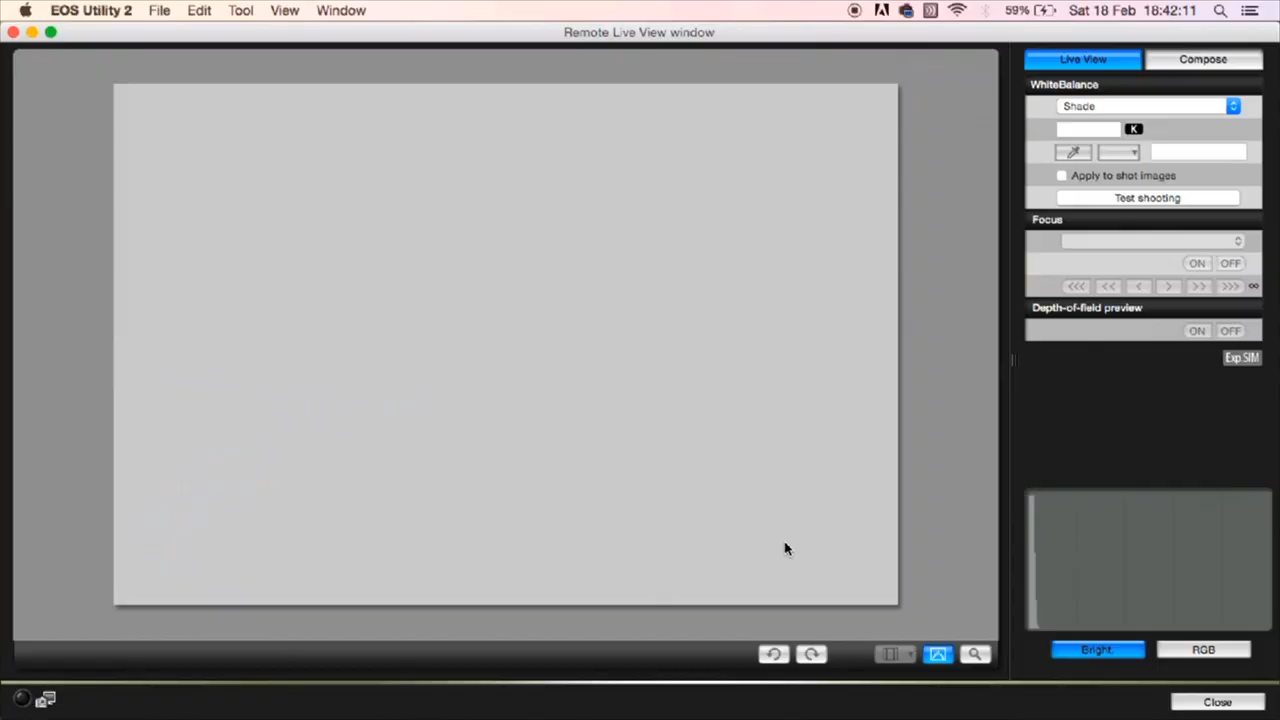 EOS Utility 2 File Edit Tool View Window 59% Sat 18 Feb 18:42:11
Remote Live View window
Live View Compose
WhiteBalance
Shade
K
Apply to shot images
Test shooting
Focus
ON OFF
<<< << < > >> >>> ∞
Depth-of-field preview
ON OFF
Exp.SIM
Bright. RGB
Close